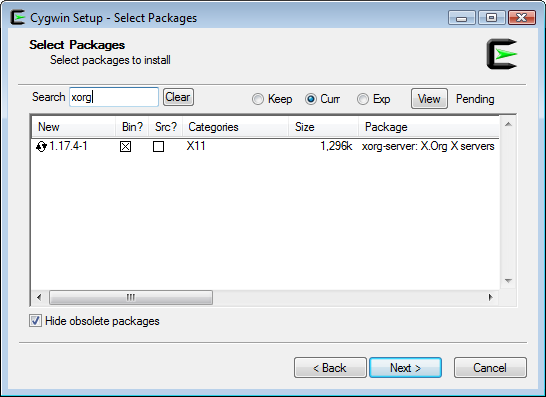 Cygwin Setup - Select Packages
Select Packages
Select packages to install
Search xorg Clear Keep Curr Exp View Pending
New Bin? Src? Categories Size Package
1.17.4-1 X11 1,296k xorg-server: X.Org X servers
Hide obsolete packages
< Back Next > Cancel